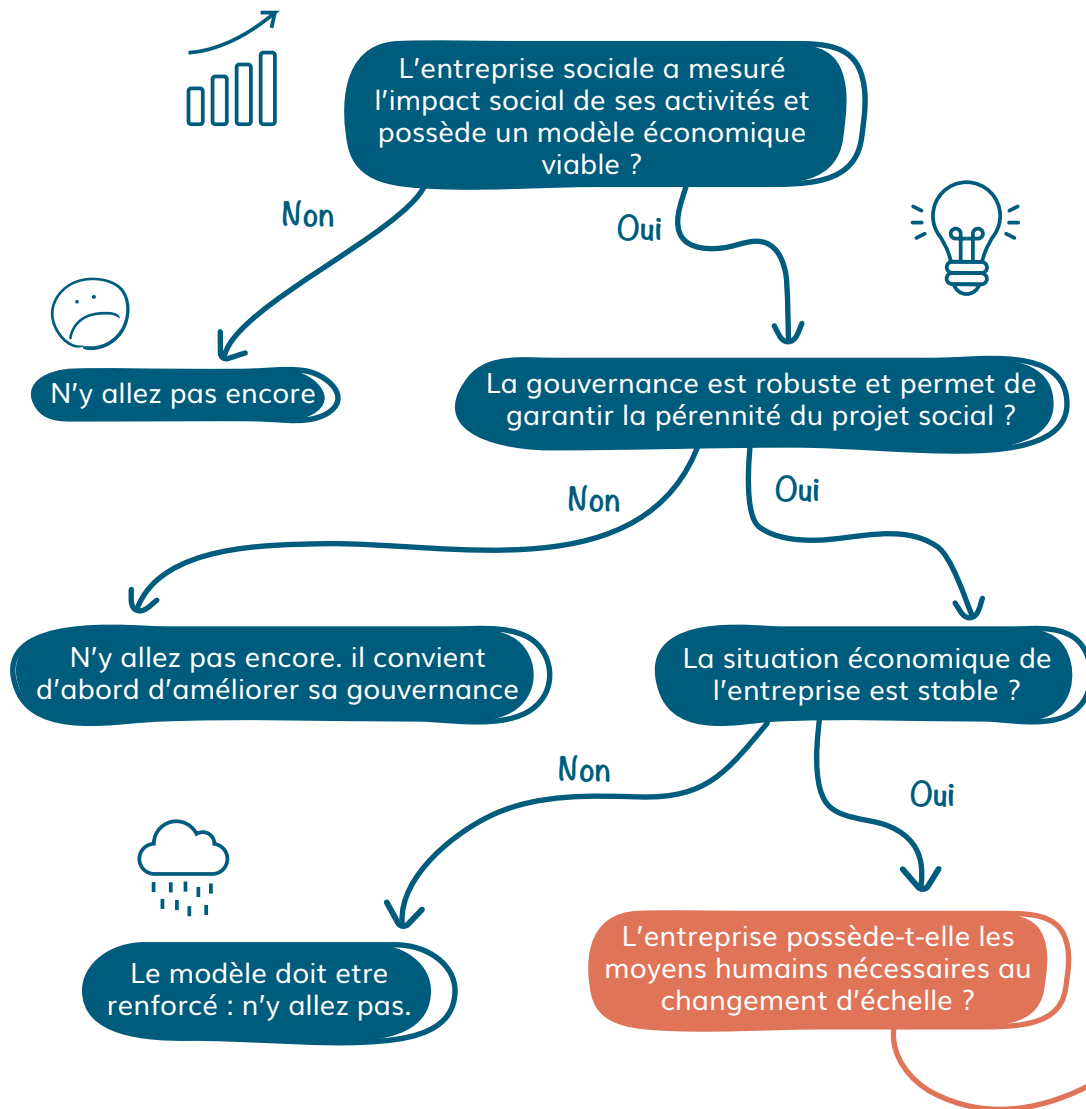 L'entreprise sociale a mesuré
l'impact social de ses activités et
possède un modèle économique
viable ?
Non
Oui
N'y allez pas encore
La gouvernance est robuste et permet de
garantir la pérennité du projet social ?
Non
Oui
N'y allez pas encore. il convient
d'abord d'améliorer sa gouvernance
La situation économique de
l'entreprise est stable ?
Non
Oui
Le modèle doit etre
renforcé : n'y allez pas.
L'entreprise possède-t-elle les
moyens humains nécessaires au
changement d'échelle ?